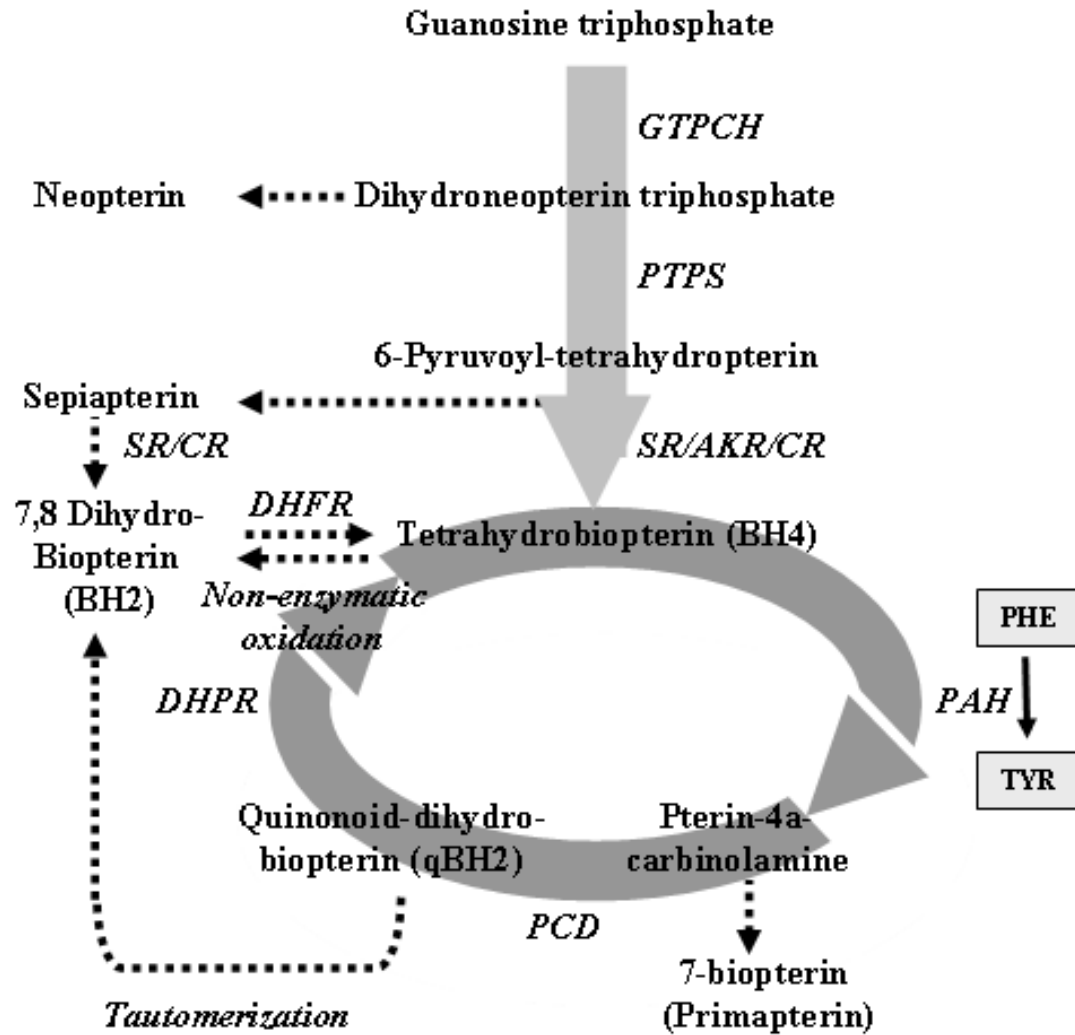 Guanosine triphosphate
GTPCH
Neopterin
Dihydroneopterin triphosphate
PTPS
6-Pyruvoyl-tetrahydropterin
Sepiapterin
SR/CR
SR/AKR/CR
7,8 Dihydro-
Biopterin
(BH2)
DHFR
Tetrahydrobiopterin (BH4)
Non-enzymatic
oxidation
PHE
DHPR
PAH
TYR
Quinonoid-dihydro-
biopterin (qBH2)
Pterin-4a-
carbinolamine
PCD
7-biopterin
(Primapterin)
Tautomerization